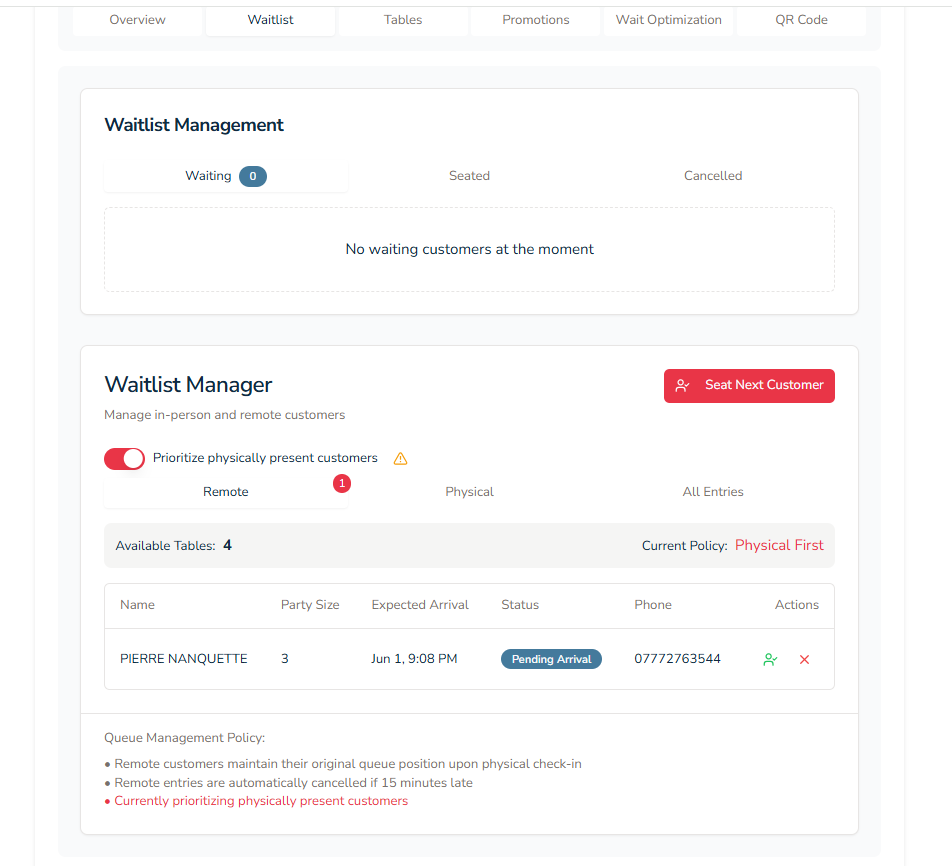 Overview Waitlist Tables Promotions Wait Optimization QR Code
Waitlist Management
Waiting 0 Seated Cancelled
No waiting customers at the moment
Waitlist Manager
Seat Next Customer
Manage in-person and remote customers
Prioritize physically present customers
Remote 1 Physical All Entries
Available Tables: 4 Current Policy: Physical First
Name Party Size Expected Arrival Status Phone Actions
PIERRE NANQUETTE 3 Jun 1, 9:08 PM Pending Arrival 07772763544
Queue Management Policy:
• Remote customers maintain their original queue position upon physical check-in
• Remote entries are automatically cancelled if 15 minutes late
• Currently prioritizing physically present customers